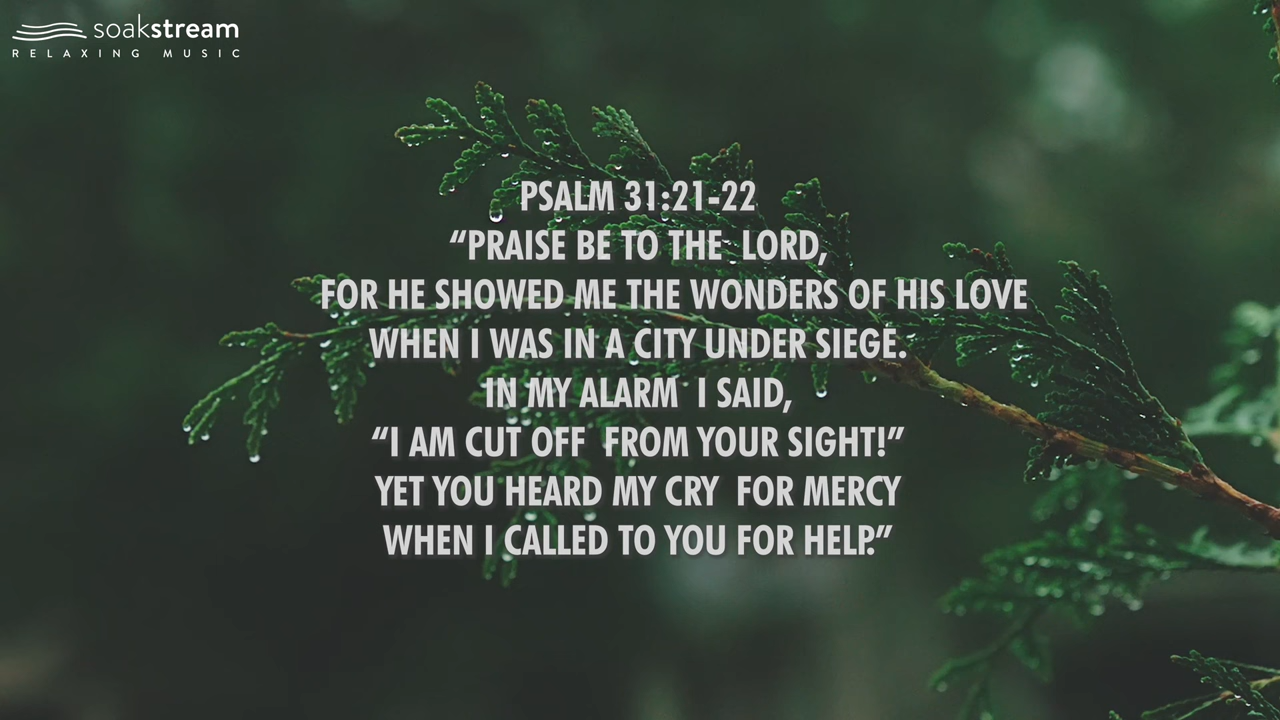 soakstream
RELAXING MUSIC
PSALM 31:21-22
“PRAISE BE TO THE  LORD,
FOR HE SHOWED ME THE WONDERS OF HIS LOVE
WHEN I WAS IN A CITY UNDER SIEGE.
IN MY ALARM  I SAID,
“I AM CUT OFF  FROM YOUR SIGHT!”
YET YOU HEARD MY CRY  FOR MERCY
WHEN I CALLED TO YOU FOR HELP.”